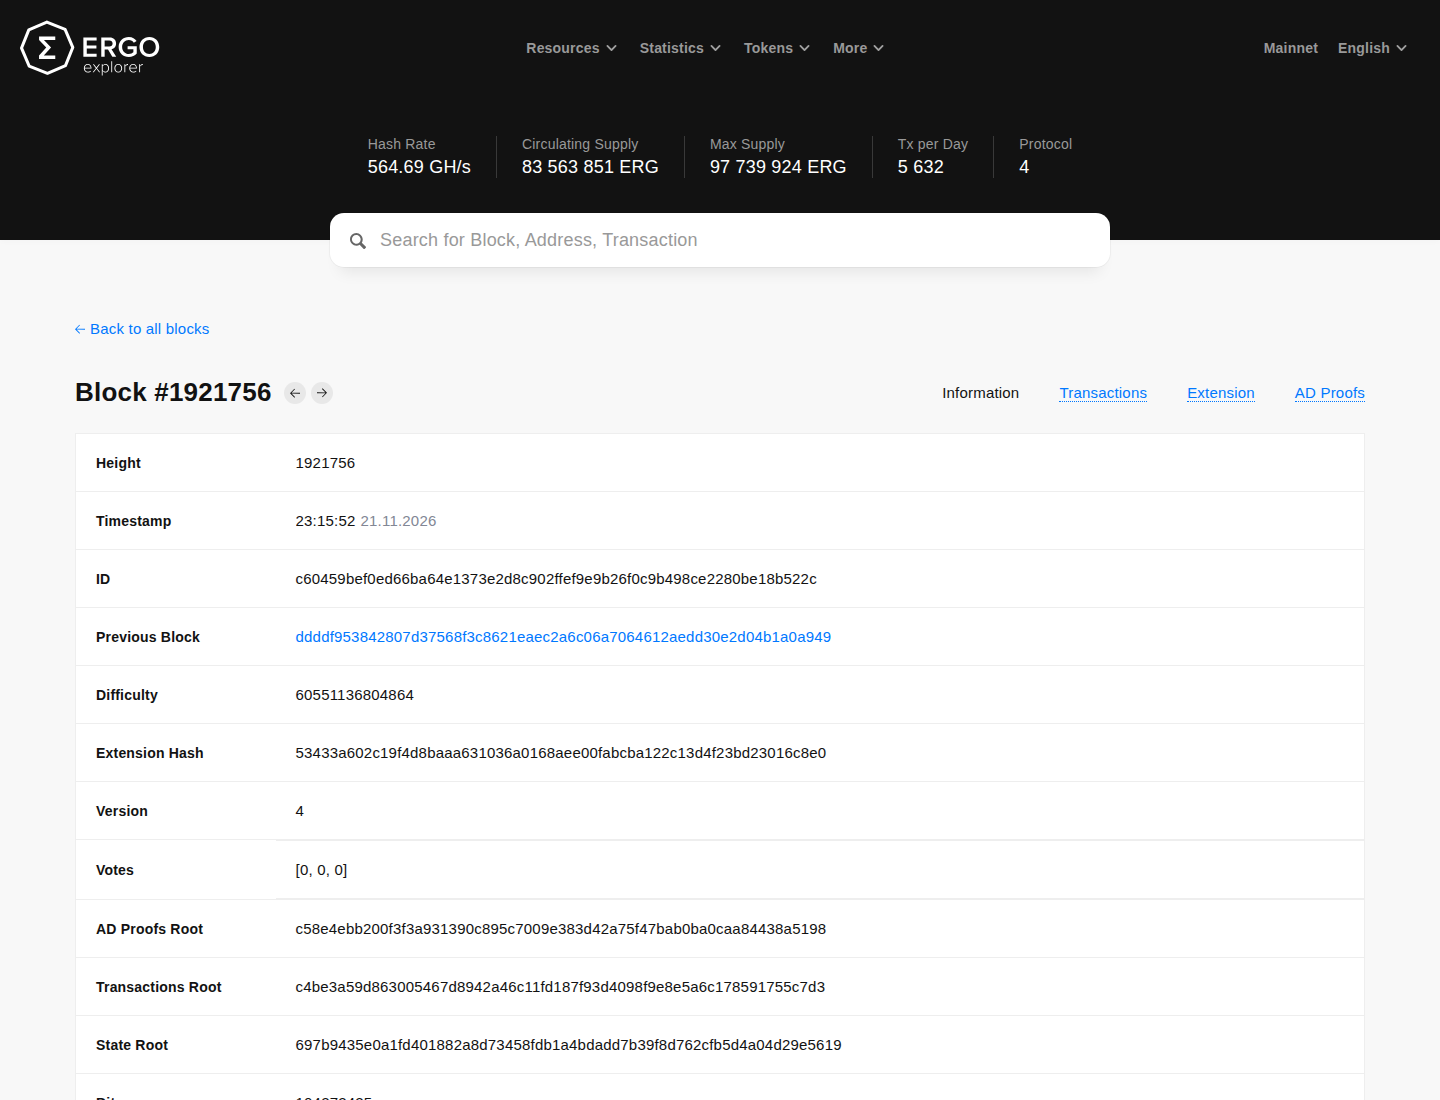 ERGO
explorer
Resources Statistics Tokens More
Mainnet English
Hash Rate Circulating Supply Max Supply Tx per Day Protocol
564.69 GH/s 83 563 851 ERG 97 739 924 ERG 5 632 4
Search for Block, Address, Transaction
Back to all blocks
Block #1921756
Information Transactions Extension AD Proofs
Height 1921756
Timestamp 23:15:52 21.11.2026
ID c60459bef0ed66ba64e1373e2d8c902ffef9e9b26f0c9b498ce2280be18b522c
Previous Block ddddf953842807d37568f3c8621eaec2a6c06a7064612aedd30e2d04b1a0a949
Difficulty 60551136804864
Extension Hash 53433a602c19f4d8baaa631036a0168aee00fabcba122c13d4f23bd23016c8e0
Version 4
Votes [0, 0, 0]
AD Proofs Root c58e4ebb200f3f3a931390c895c7009e383d42a75f47bab0ba0caa84438a5198
Transactions Root c4be3a59d863005467d8942a46c11fd187f93d4098f9e8e5a6c178591755c7d3
State Root 697b9435e0a1fd401882a8d73458fdb1a4bdadd7b39f8d762cfb5d4a04d29e5619